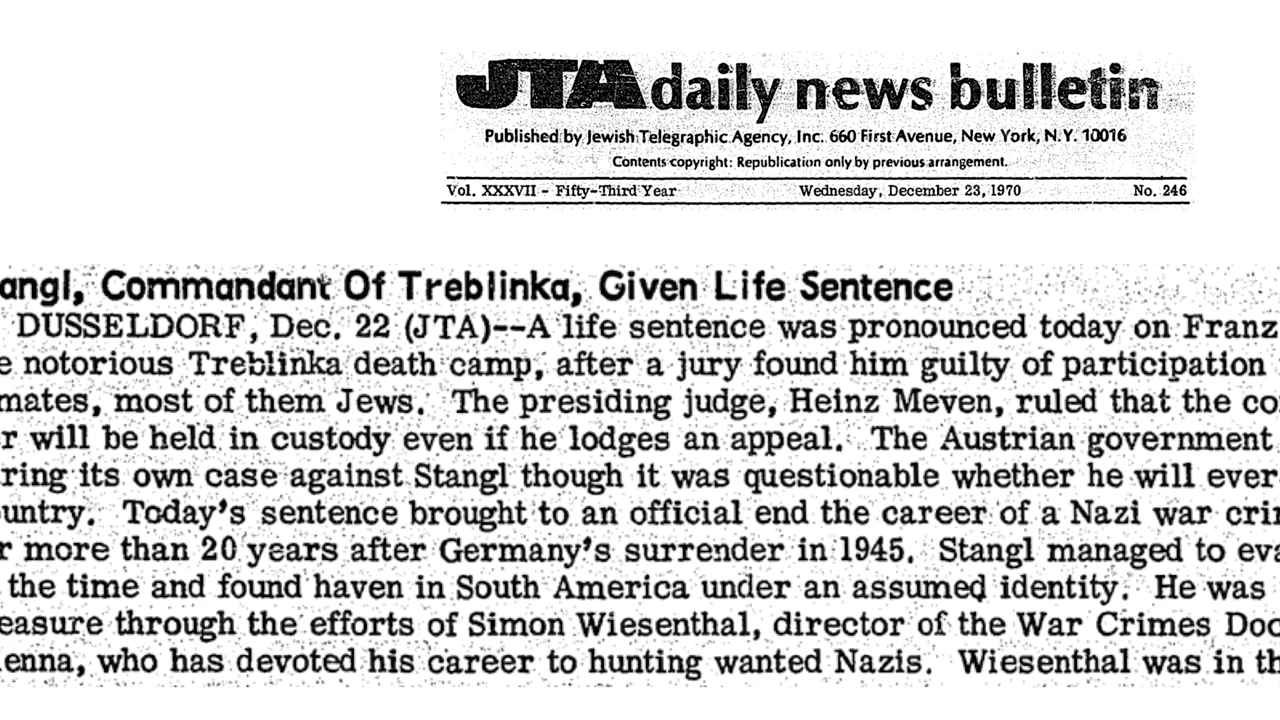 JTA daily news bulletin
Published by Jewish Telegraphic Agency, Inc. 660 First Avenue, New York, N.Y. 10016
Contents copyright: Republication only by previous arrangement.
Vol. XXXVII - Fifty-Third Year Wednesday, December 23, 1970 No. 246
angl, Commandant Of Treblinka, Given Life Sentence
DUSSELDORF, Dec. 22 (JTA)--A life sentence was pronounced today on Franz
e notorious Treblinka death camp, after a jury found him guilty of participation
mates, most of them Jews. The presiding judge, Heinz Meven, ruled that the co
r will be held in custody even if he lodges an appeal. The Austrian government
ring its own case against Stangl though it was questionable whether he will ever
untry. Today's sentence brought to an official end the career of a Nazi war crim
r more than 20 years after Germany's surrender in 1945. Stangl managed to eva
the time and found haven in South America under an assumed identity. He was
easure through the efforts of Simon Wiesenthal, director of the War Crimes Doc
ienna, who has devoted his career to hunting wanted Nazis. Wiesenthal was in th